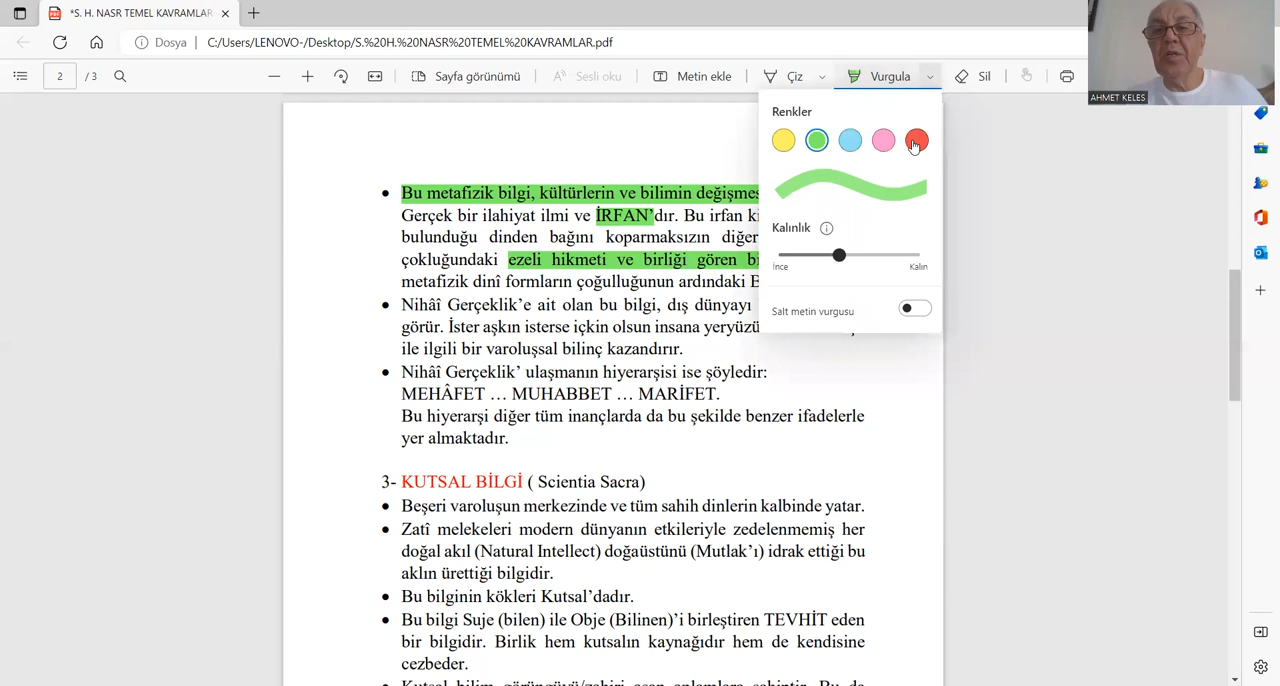 *S. H. NASR TEMEL KAVRAMLAR
Dosya
C:/Users/LENOVO-/Desktop/S.%20H.%20NASR%20TEMEL%20KAVRAMLAR.pdf
2 / 3
Sayfa görünümü
Sesli oku
Metin ekle
Çiz
Vurgula
Sil
AHMET KELES
Renkler
Kalınlık
İnce
Kalın
Salt metin vurgusu
Bu metafizik bilgi, kültürlerin ve bilimin
Gerçek bir ilahiyat ilmi ve İRFAN’dır. Bu irfan
bulunduğu dinden bağını koparmaksızın diğer
çokluğundaki ezeli hikmeti ve birliği gören
metafizik dinî formların çoğulluğunun ardındaki
Nihâî Gerçeklik’e ait olan bu bilgi, dış dünyayı
görür. İster aşkın isterse içkin olsun insana
ile ilgili bir varoluşsal bilinç kazandırır.
Nihâî Gerçeklik’ ulaşmanın hiyerarşisi ise şöyledir:
MEHÂFET … MUHABBET … MARİFET.
Bu hiyerarşi diğer tüm inançlarda da bu şekilde benzer ifadelerle
yer almaktadır.
3- KUTSAL BİLGİ ( Scientia Sacra)
Beşeri varoluşun merkezinde ve tüm sahih dinlerin kalbinde yatar.
Zatî melekeleri modern dünyanın etkileriyle zedelenmemiş her
doğal akıl (Natural Intellect) doğaüstünü (Mutlak’ı) idrak ettiği bu
aklın ürettiği bilgidir.
Bu bilginin kökleri Kutsal’dadır.
Bu bilgi Suje (bilen) ile Obje (Bilinen)’i birleştiren TEVHİT eden
bir bilgidir. Birlik hem kutsalın kaynağıdır hem de kendisine
cezbeder.